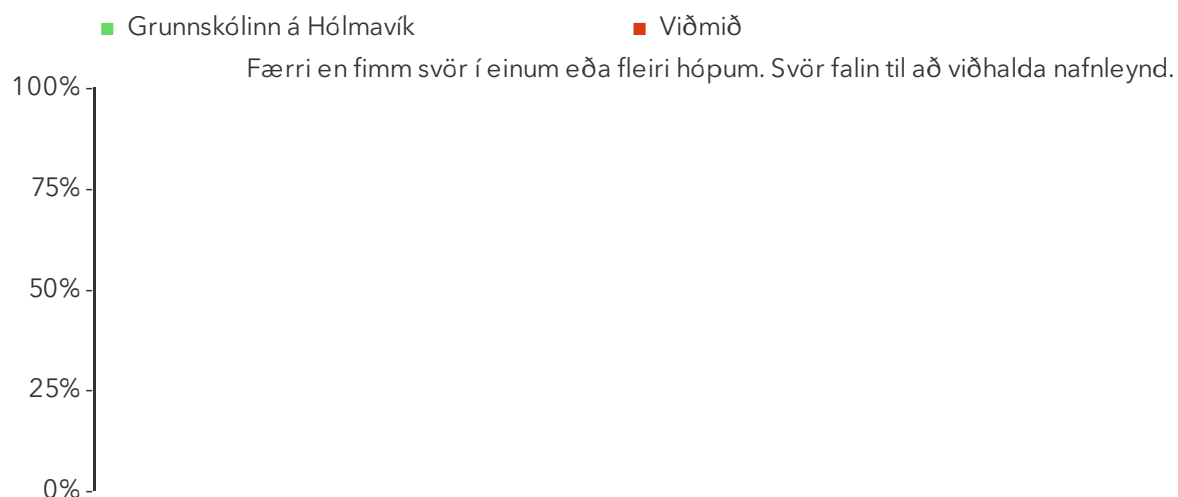 Grunnskólinn á Hólmavík Viðmið
Færri en fimm svör í einum eða fleiri hópum. Svör falin til að viðhalda nafnleynd.
100%
75%
50%
25%
0%